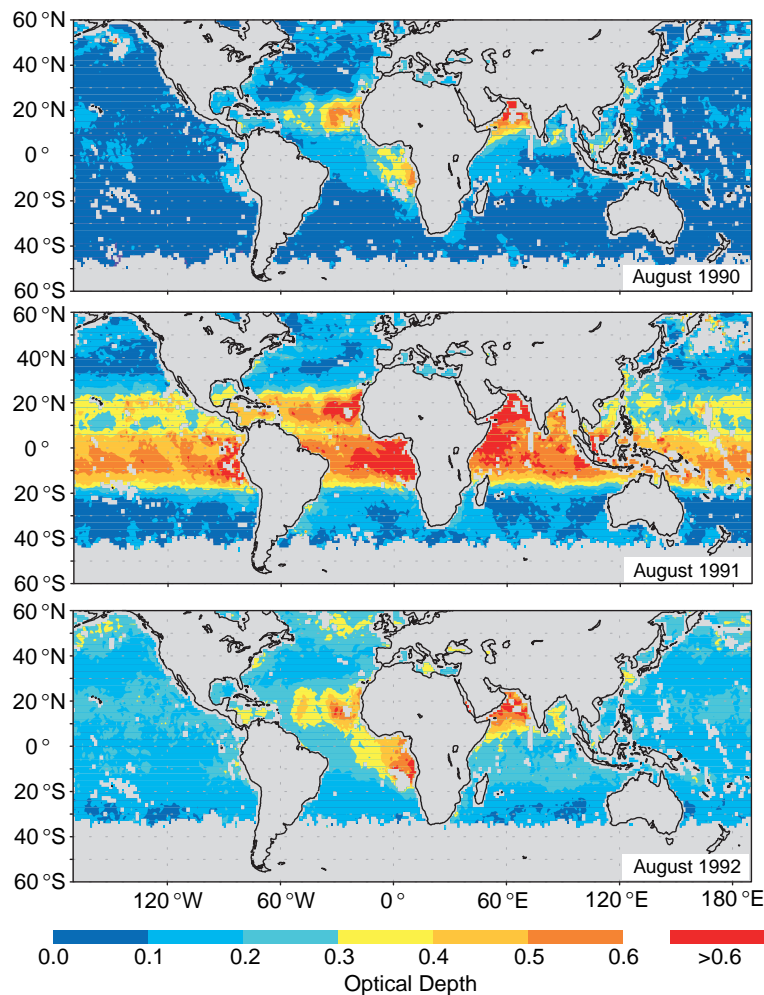 60 °N
40 °N
20 °N
0 °
20 °S
40 °S
60 °S
August 1990
60 °N
40 °N
20 °N
0 °
20 °S
40 °S
60 °S
August 1991
60 °N
40 °N
20 °N
0 °
20 °S
40 °S
60 °S
August 1992
120 °W 60 °W 0 ° 60 °E 120 °E 180 °E
0.0 0.1 0.2 0.3 0.4 0.5 0.6 >0.6
Optical Depth